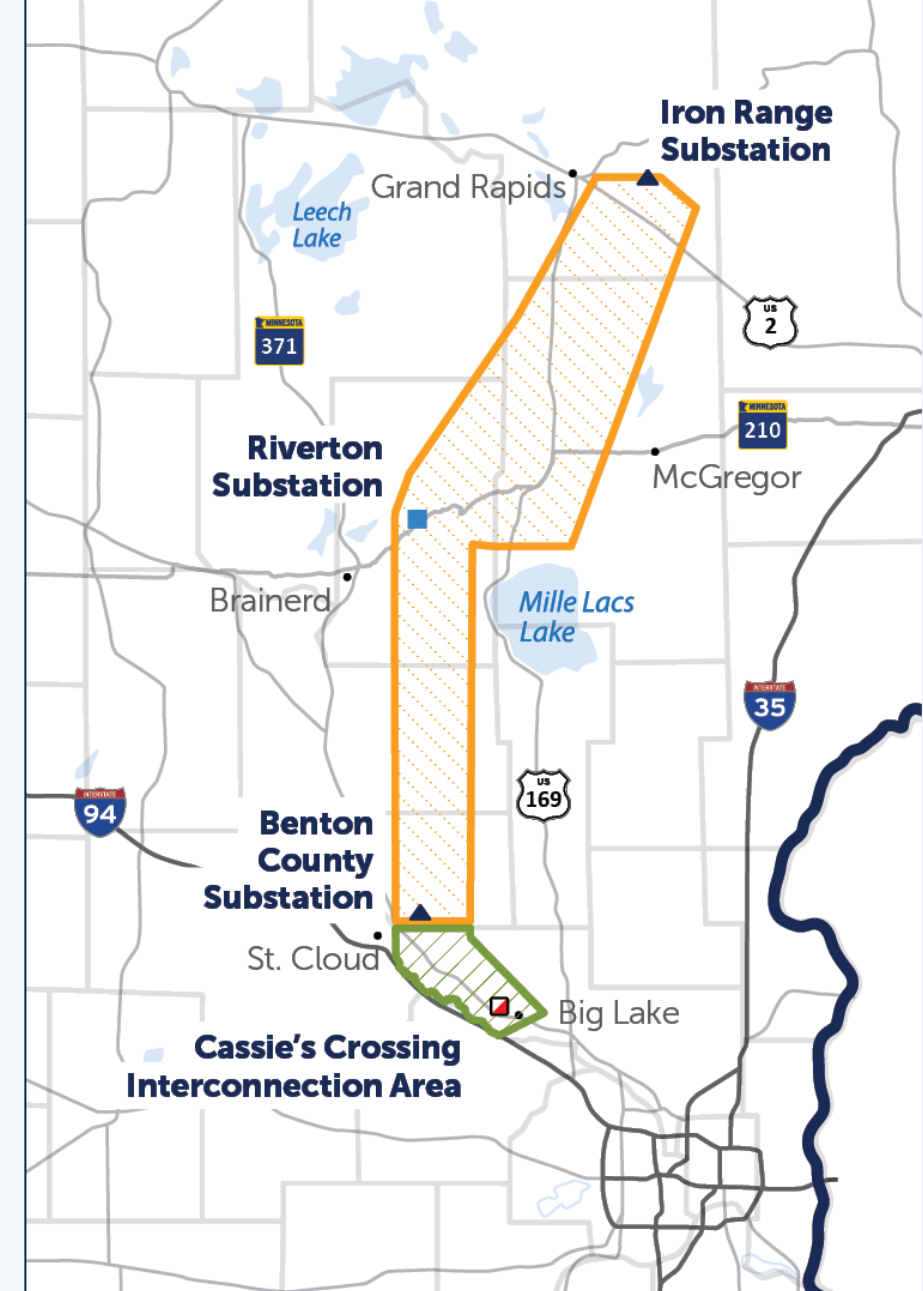 Iron Range
Substation
Grand Rapids
Leech
Lake
US
2
MINNESOTA
371
MINNESOTA
210
Riverton
Substation
McGregor
Brainerd
Mille Lacs
Lake
INTERSTATE
35
US
169
INTERSTATE
94
Benton
County
Substation
St. Cloud
Big Lake
Cassie's Crossing
Interconnection Area